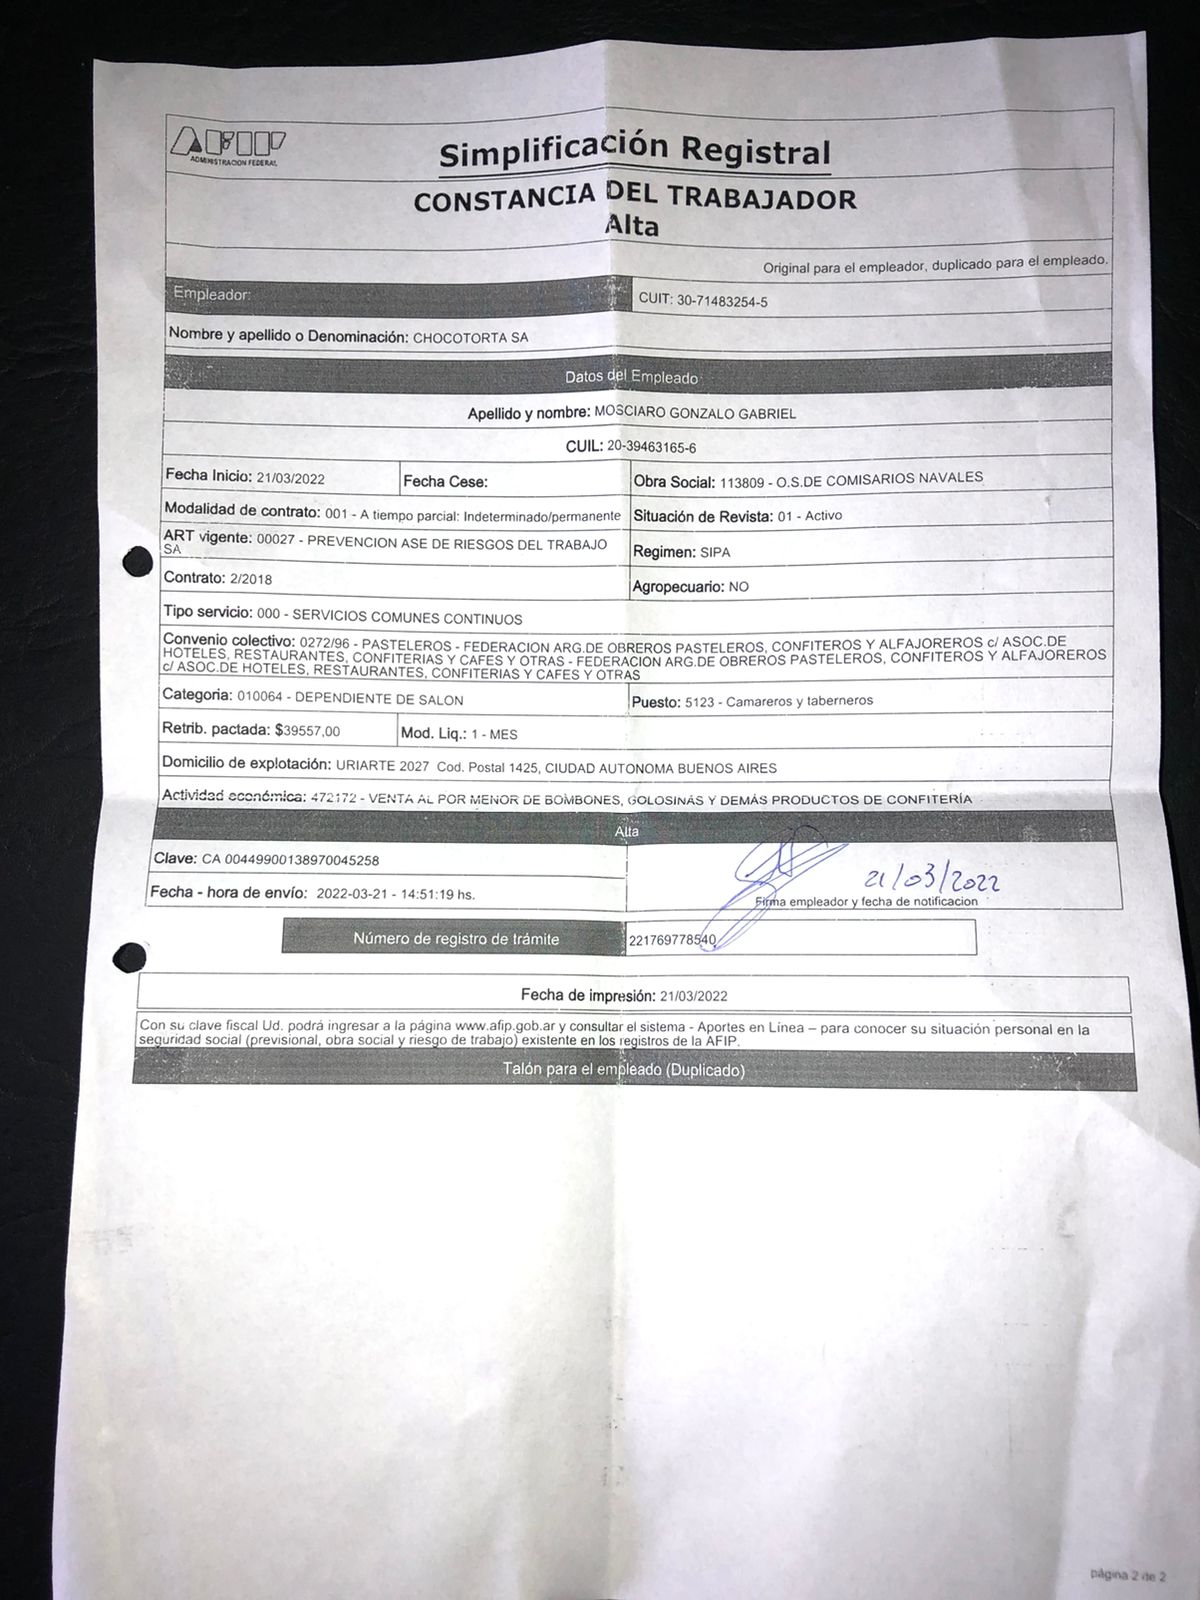 AFIP
ADMINISTRACION FEDERAL
Simplificación Registral
CONSTANCIA DEL TRABAJADOR
Alta
Original para el empleador, duplicado para el empleado.
Empleador:
CUIT: 30-71483254-5
Nombre y apellido o Denominación: CHOCOTORTA SA
Datos del Empleado
Apellido y nombre: MOSCIARO GONZALO GABRIEL
CUIL: 20-39463165-6
Fecha Inicio: 21/03/2022
Fecha Cese:
Obra Social: 113809 - O.S.DE COMISARIOS NAVALES
Modalidad de contrato: 001 - A tiempo parcial: Indeterminado/permanente
Situación de Revista: 01 - Activo
ART vigente: 00027 - PREVENCION ASE DE RIESGOS DEL TRABAJO
SA
Regimen: SIPA
Contrato: 2/2018
Agropecuario: NO
Tipo servicio: 000 - SERVICIOS COMUNES CONTINUOS
Convenio colectivo: 0272/96 - PASTELEROS - FEDERACION ARG.DE OBREROS PASTELEROS, CONFITEROS Y ALFAJOREROS c/ ASOC.DE
HOTELES, RESTAURANTES, CONFITERIAS Y CAFES Y OTRAS - FEDERACION ARG.DE OBREROS PASTELEROS, CONFITEROS Y ALFAJOREROS
c/ ASOC.DE HOTELES, RESTAURANTES, CONFITERIAS Y CAFES Y OTRAS
Categoria: 010064 - DEPENDIENTE DE SALON
Puesto: 5123 - Camareros y taberneros
Retrib. pactada: $39557,00
Mod. Liq.: 1 - MES
Domicilio de explotación: URIARTE 2027 Cod. Postal 1425, CIUDAD AUTONOMA BUENOS AIRES
Actividad económica: 472172 - VENTA AL POR MENOR DE BOMBONES, GOLOSINAS Y DEMÁS PRODUCTOS DE CONFITERÍA
Alta
Clave: CA 00449900138970045258
Fecha - hora de envío: 2022-03-21 - 14:51:19 hs.
21/03/2022
Firma empleador y fecha de notificacion
Número de registro de trámite
221769778540
Fecha de impresión: 21/03/2022
Con su clave fiscal Ud. podrá ingresar a la página www.afip.gob.ar y consultar el sistema - Aportes en Línea – para conocer su situación personal en la
seguridad social (previsional, obra social y riesgo de trabajo) existente en los registros de la AFIP.
Talón para el empleado (Duplicado)
página 2 de 2